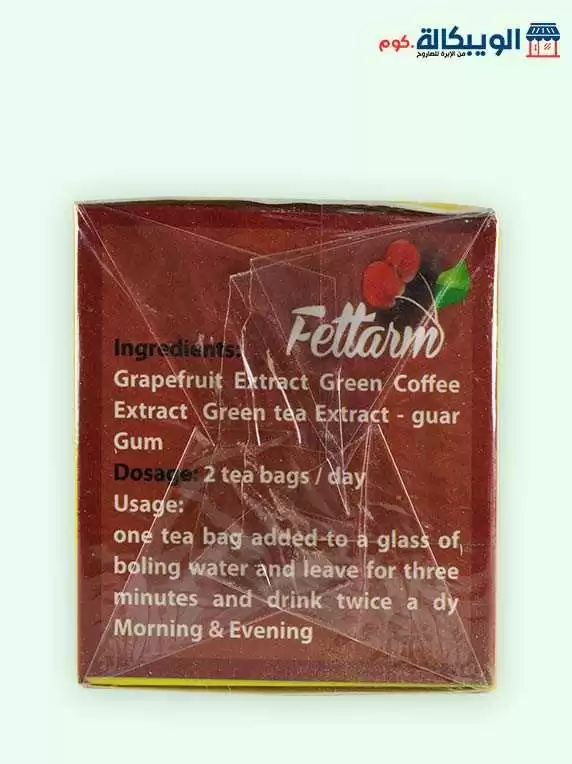 الويبكالة.كوم
من الإبرة للصاروخ
Fettarm
Ingredients:
Grapefruit Extract Green Coffee
Extract Green tea Extract - guar
Gum
Dosage: 2 tea bags / day
Usage:
one tea bag added to a glass of
boling water and leave for three
minutes and drink twice a dy
Morning & Evening